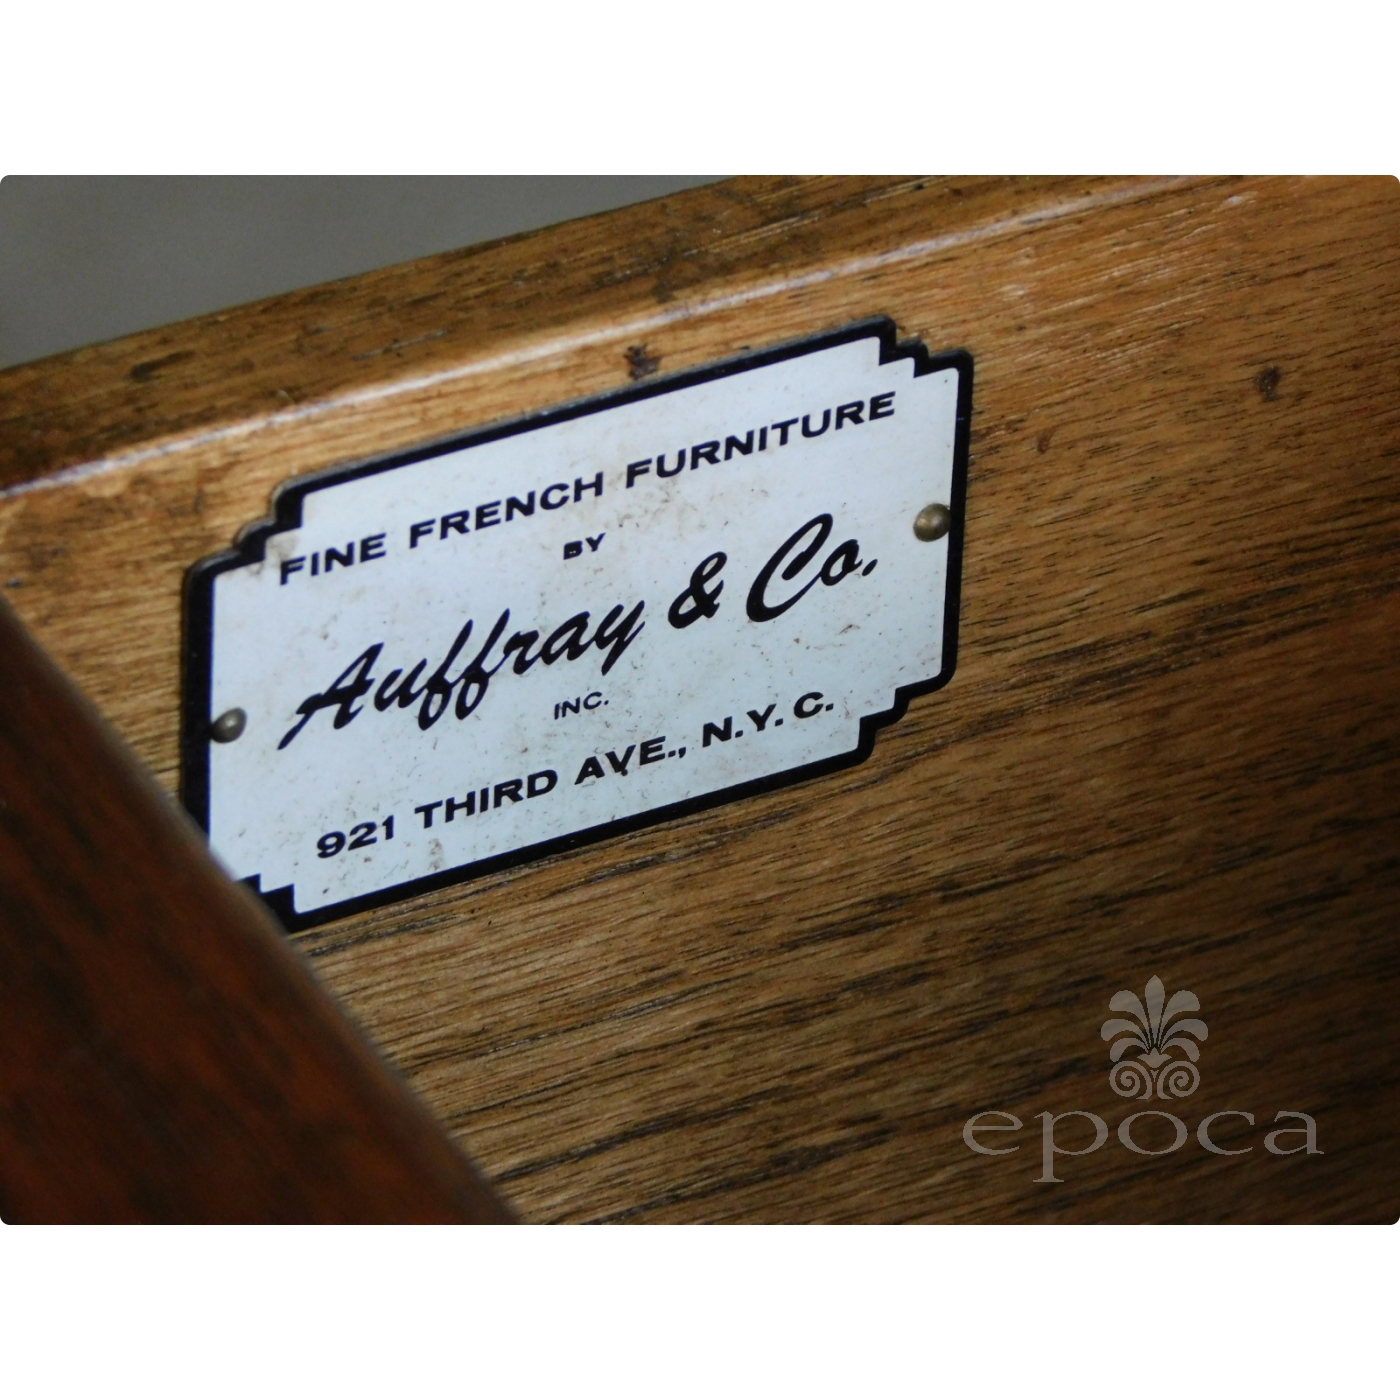 FINE FRENCH FURNITURE
BY
Auffray & Co.
INC.
921 THIRD AVE., N.Y.C.
epoca